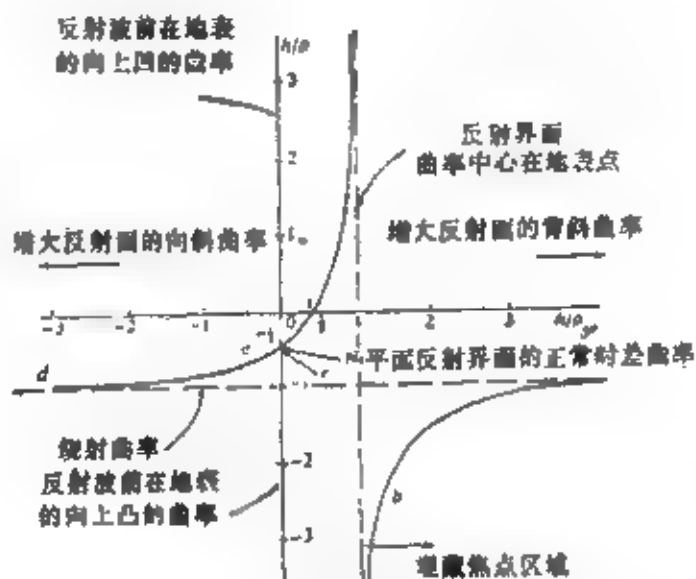 反射波前在地表
的向上凹的曲率
h/ρ
3
反射界面
曲率中心在地表点
2
增大反射面的向斜曲率
1
增大反射面的背斜曲率
-3
-2
-1
0
1
2
3
-1
c
r
平面反射界面的正常时差曲率
d
绕射曲率
反射波前在地表
的向上凸的曲率
-2
b
-3
埋藏焦点区域